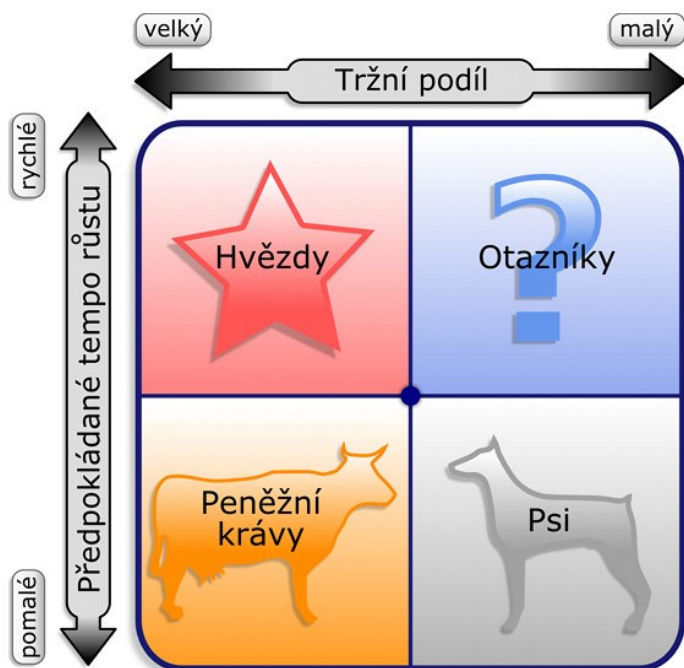 velký
malý
Tržní podíl
rychlé
Předpokládané tempo růstu
pomalé
Hvězdy
Otazníky
Peněžní
krávy
Psi